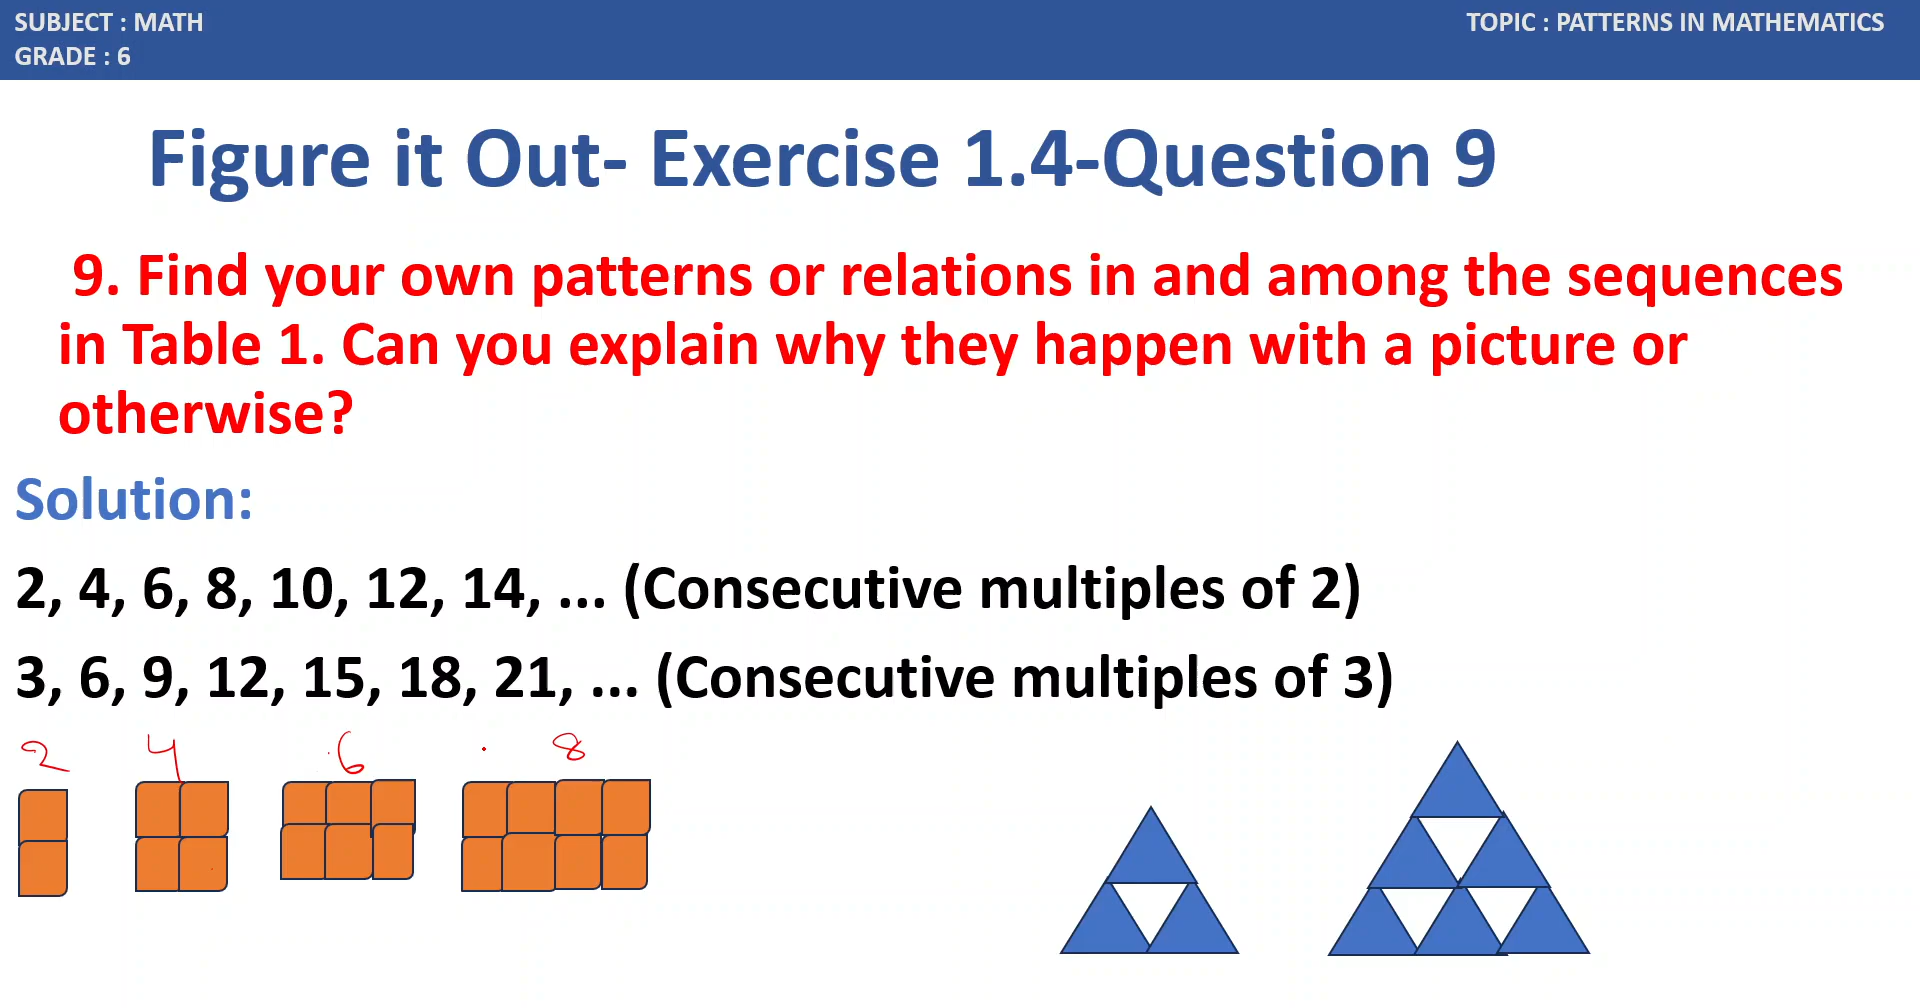 SUBJECT : MATH
GRADE : 6
TOPIC : PATTERNS IN MATHEMATICS
Figure it Out- Exercise 1.4-Question 9
9. Find your own patterns or relations in and among the sequences
in Table 1. Can you explain why they happen with a picture or
otherwise?
Solution:
2, 4, 6, 8, 10, 12, 14, ... (Consecutive multiples of 2)
3, 6, 9, 12, 15, 18, 21, ... (Consecutive multiples of 3)
2 4 6 8